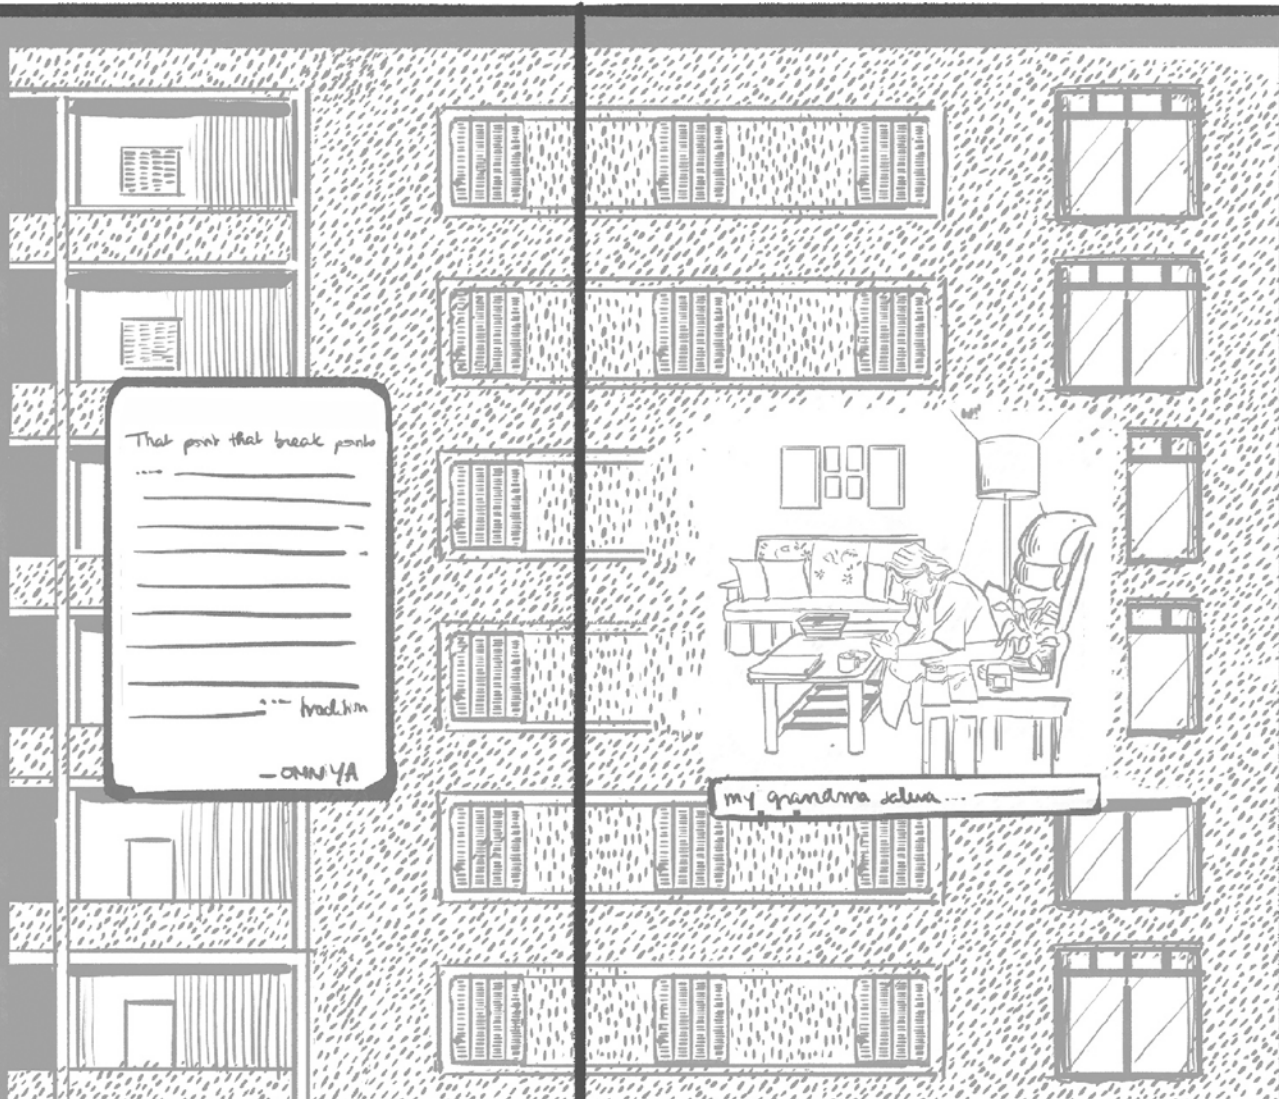 That point that break points
.... 
... tradition
- OMNIYA
my grandma salwa...